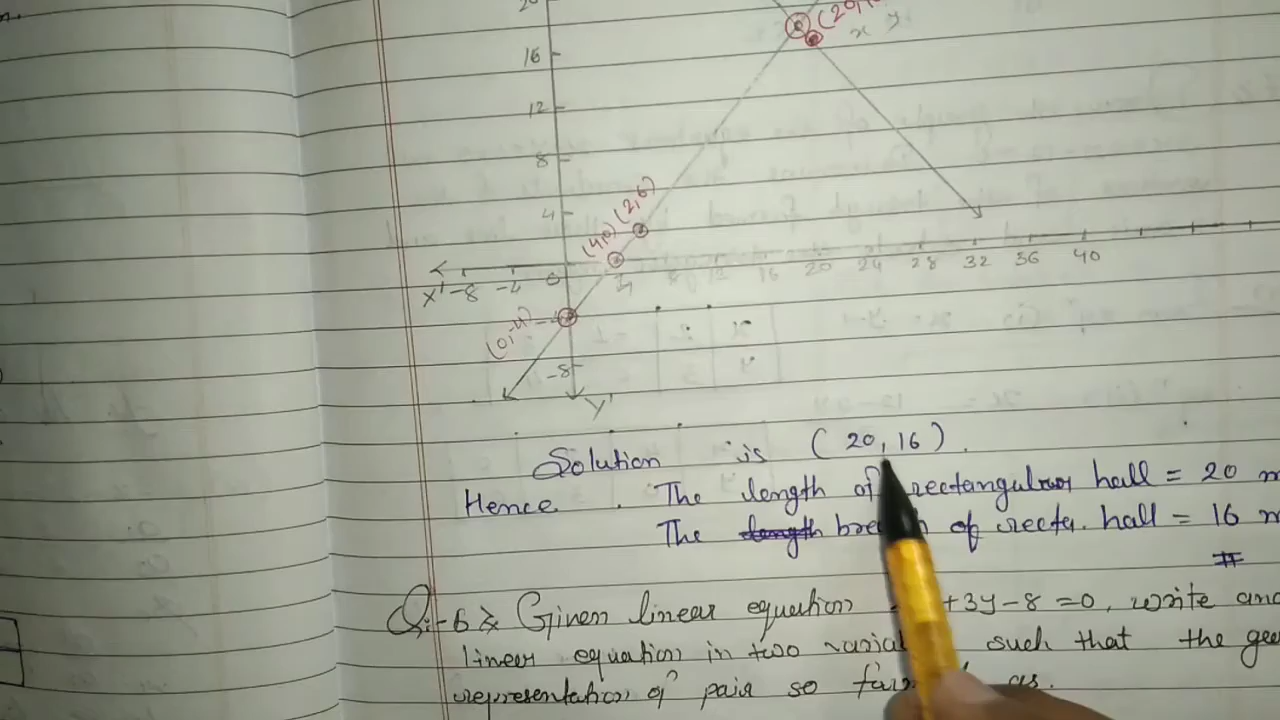 20
(20,
x y
16
12
8
(4,0) (2,6)
4
X' -8 -4 0 4 8 12 16 20 24 28 32 36 40
(0,-4)
-8
Y'
Solution is (20,16).
Hence . The length of rectangular hall = 20 m
The length of recta. hall = 16 m
#
Q:-6 Given linear equation +3y-8=0, write
linear equation in two such that the
representation of pair so as.